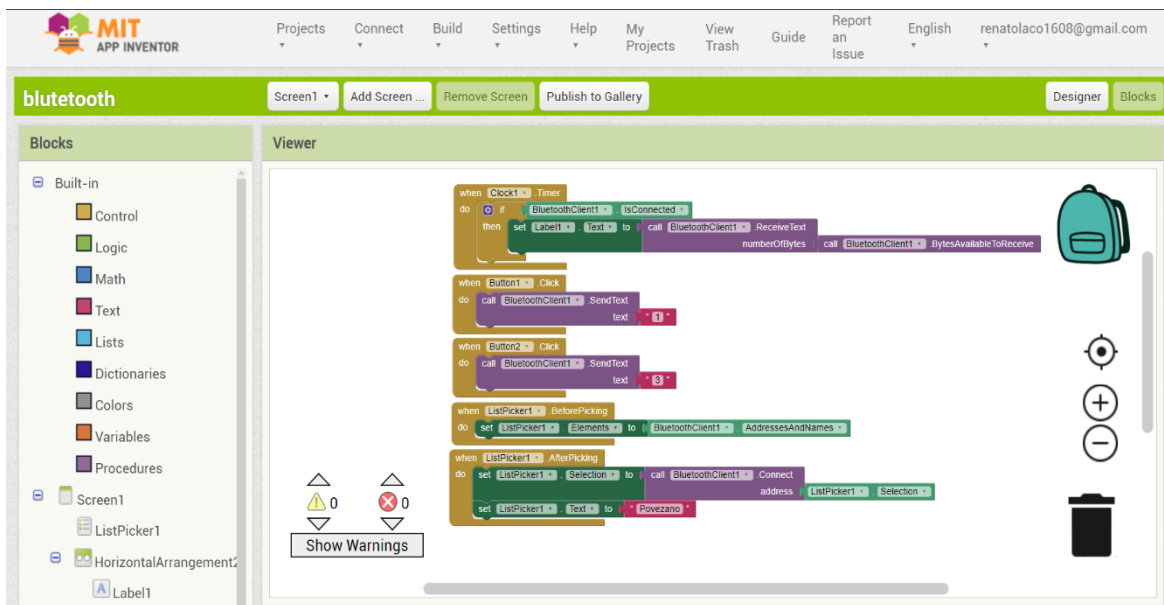 MIT
APP INVENTOR
Projects
Connect
Build
Settings
Help
My
Projects
View
Trash
Guide
Report
an
Issue
English
renatolaco1608@gmail.com
blutetooth
Screen1
Add Screen ...
Remove Screen
Publish to Gallery
Designer
Blocks
Blocks
Viewer
Built-in
Control
Logic
Math
Text
Lists
Dictionaries
Colors
Variables
Procedures
Screen1
ListPicker1
HorizontalArrangement2
Label1
when Clock1 .Timer
do if BluetoothClient1 . IsConnected
then set Label1 . Text to call BluetoothClient1 .ReceiveText
numberOfBytes call BluetoothClient1 .BytesAvailableToReceive
when Button1 .Click
do call BluetoothClient1 .SendText
text " 1 "
when Button2 .Click
do call BluetoothClient1 .SendText
text " 3 "
when ListPicker1 .BeforePicking
do set ListPicker1 . Elements to BluetoothClient1 . AddressesAndNames
when ListPicker1 .AfterPicking
do set ListPicker1 . Selection to call BluetoothClient1 .Connect
address ListPicker1 . Selection
set ListPicker1 . Text to " Povezano "
0
0
Show Warnings